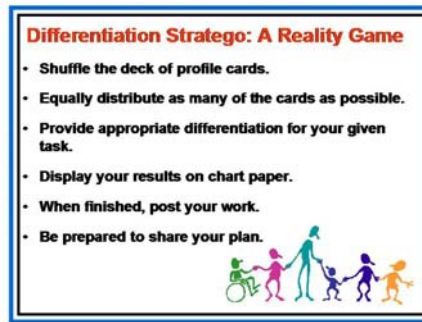 Differentiation Stratego: A Reality Game
• Shuffle the deck of profile cards.
• Equally distribute as many of the cards as possible.
• Provide appropriate differentiation for your given
task.
• Display your results on chart paper.
• When finished, post your work.
• Be prepared to share your plan.